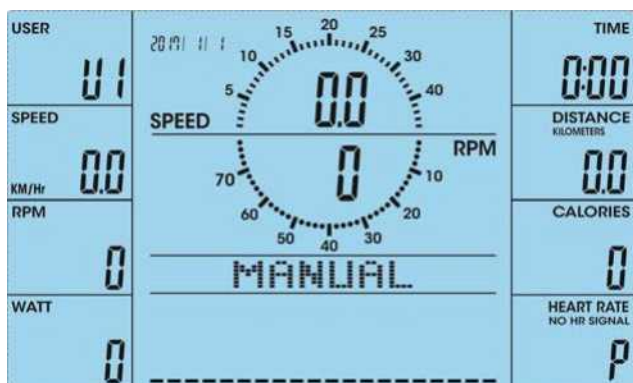 USER
U1
SPEED
KM/Hr 0.0
RPM
0
WATT
0
2017/ 1/ 1
5 10 15 20 25 30 40
0.0
SPEED
RPM
0
70 60 50 40 30 20 10
MANUAL
TIME
0:00
DISTANCE
KILOMETERS
0.0
CALORIES
0
HEART RATE
NO HR SIGNAL
P